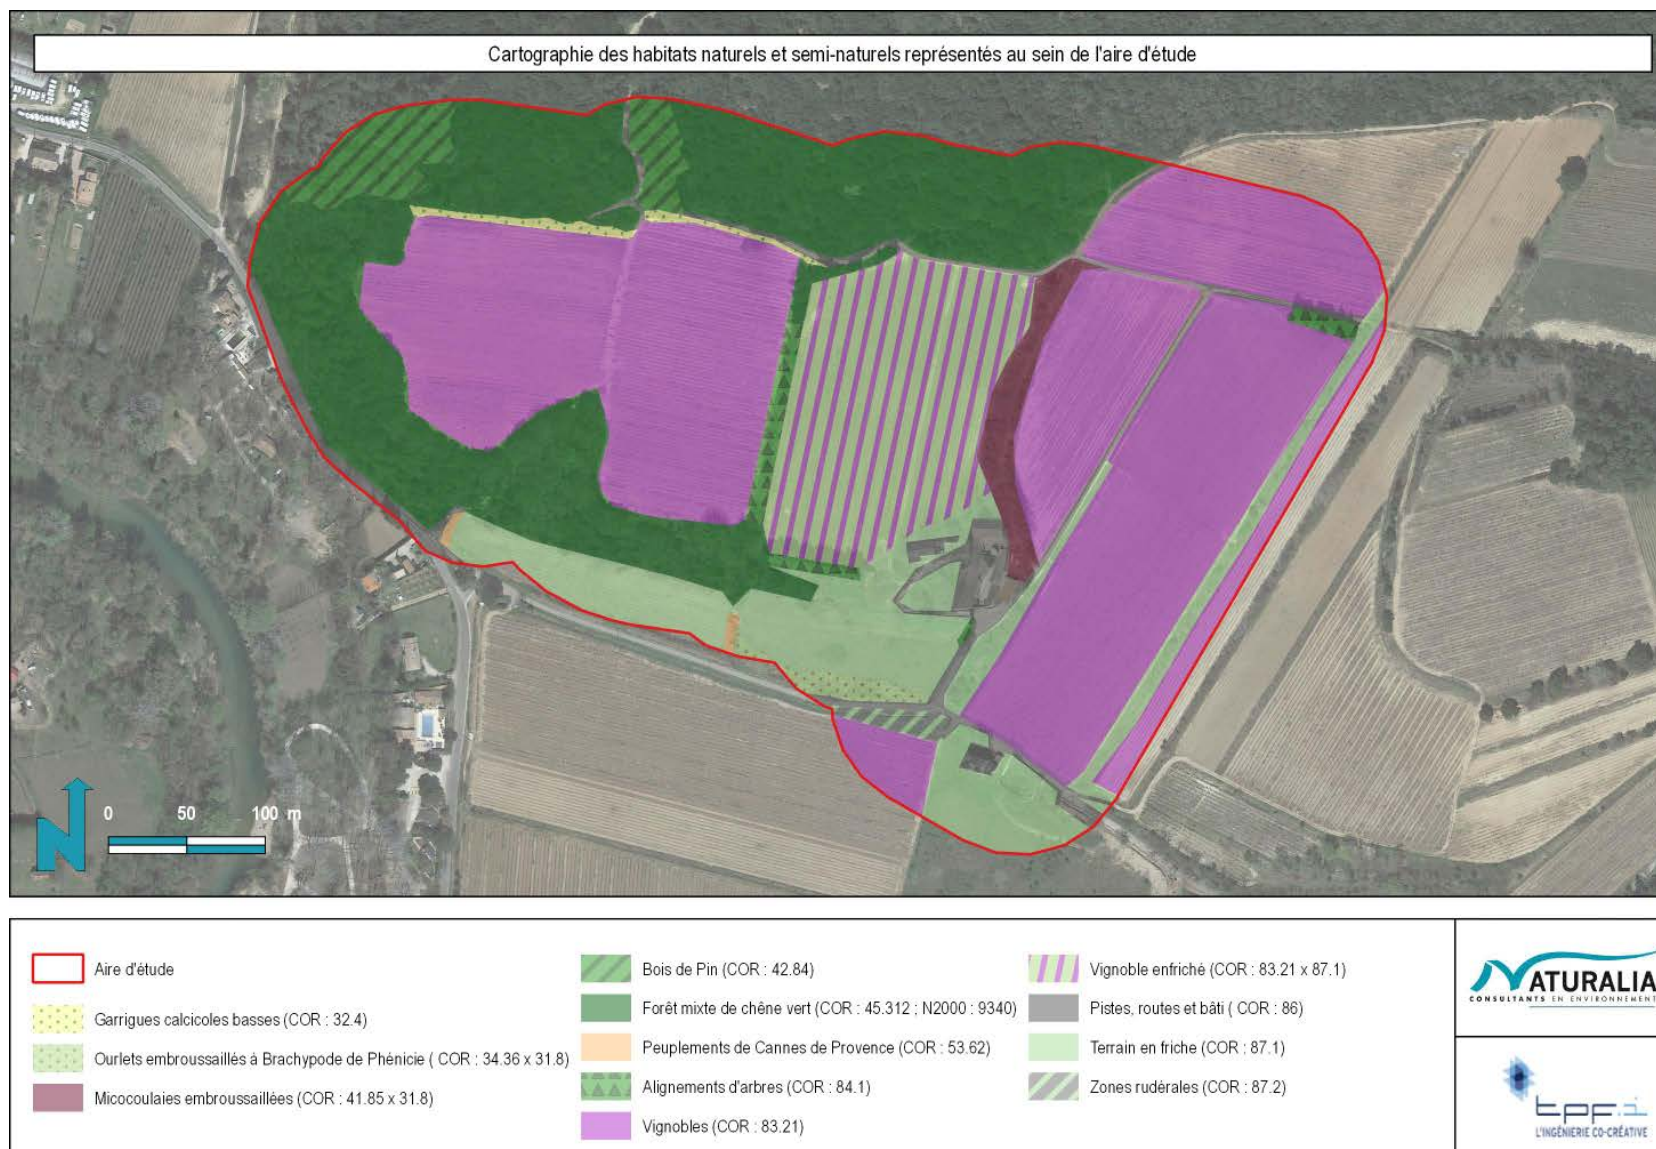 Cartographie des habitats naturels et semi-naturels représentés au sein de l'aire d'étude
N
0 50 100 m
Aire d'étude
Garrigues calcicoles basses (COR : 32.4)
Ourlets embroussaillés à Brachypode de Phénicie ( COR : 34.36 x 31.8)
Micocoulaies embroussaillées (COR : 41.85 x 31.8)
Bois de Pin (COR : 42.84)
Forêt mixte de chêne vert (COR : 45.312 ; N2000 : 9340)
Peuplements de Cannes de Provence (COR : 53.62)
Alignements d'arbres (COR : 84.1)
Vignobles (COR : 83.21)
Vignoble enfriché (COR : 83.21 x 87.1)
Pistes, routes et bâti ( COR : 86)
Terrain en friche (COR : 87.1)
Zones rudérales (COR : 87.2)
NATURALIA
CONSULTANTS EN ENVIRONNEMENT
tpf.i
L'INGÉNIERIE CO-CRÉATIVE